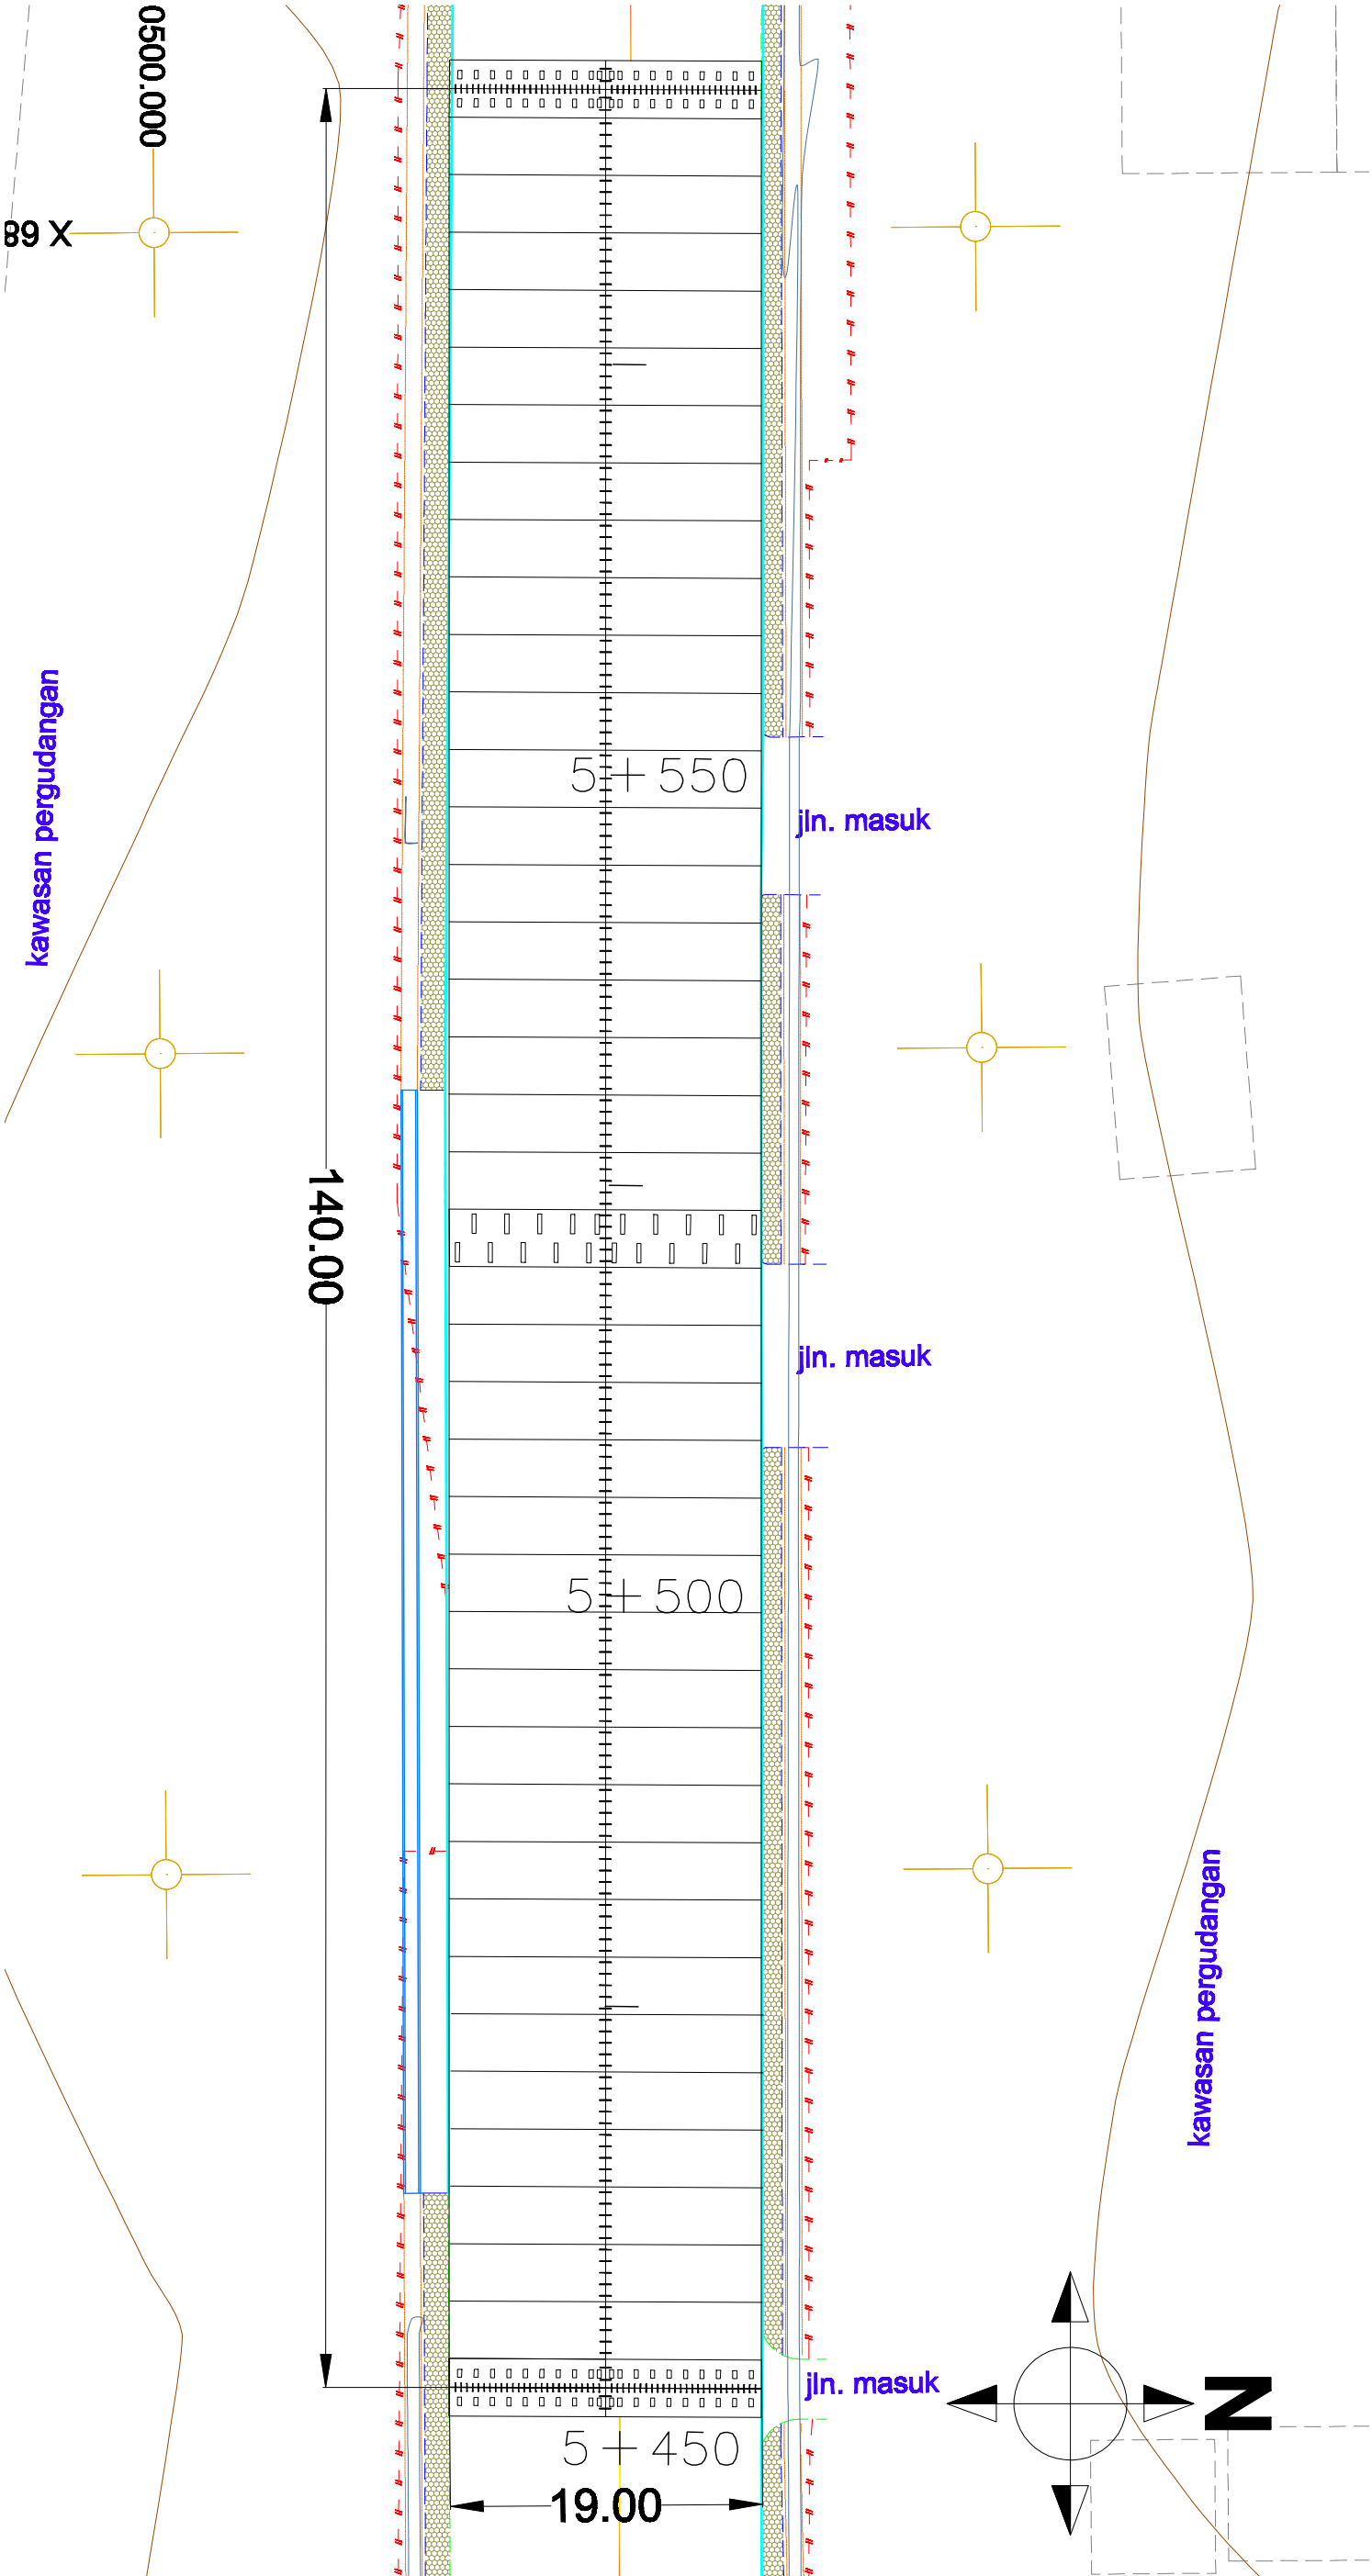 0500.000
X 68
kawasan pergudangan
5+550
jln. masuk
140.00
jln. masuk
5+500
kawasan pergudangan
jln. masuk
N
5+450
19.00